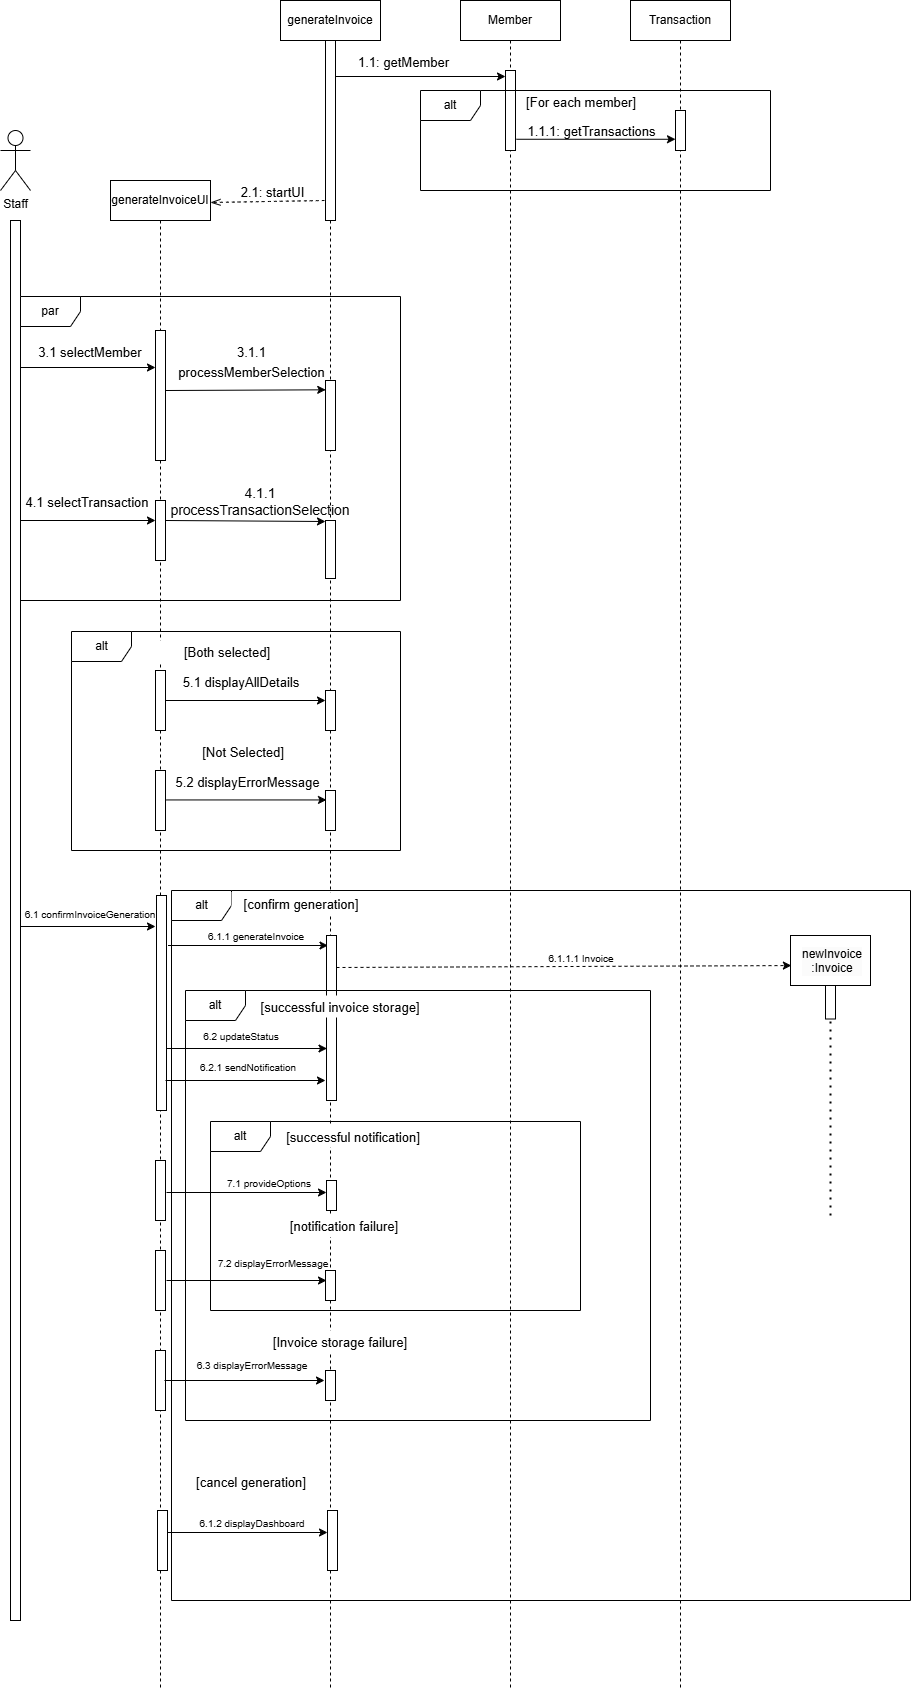 generateInvoice
Member
Transaction
1.1: getMember
alt
[For each member]
1.1.1: getTransactions
Staff
generateInvoiceUI
2.1: startUI
par
3.1 selectMember
3.1.1
processMemberSelection
4.1 selectTransaction
4.1.1
processTransactionSelection
alt
[Both selected]
5.1 displayAllDetails
[Not Selected]
5.2 displayErrorMessage
alt
[confirm generation]
6.1 confirmInvoiceGeneration
6.1.1 generateInvoice
6.1.1.1 Invoice
newInvoice
:Invoice
alt
[successful invoice storage]
6.2 updateStatus
6.2.1 sendNotification
alt
[successful notification]
7.1 provideOptions
[notification failure]
7.2 displayErrorMessage
[Invoice storage failure]
6.3 displayErrorMessage
[cancel generation]
6.1.2 displayDashboard